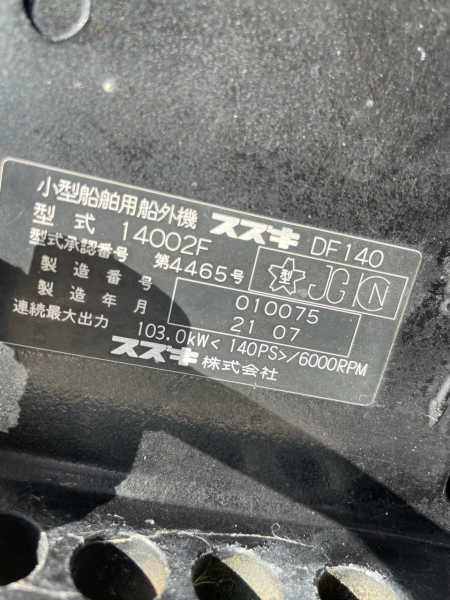 小型船舶用船外機 スズキ DF140
型式 14002F
型式承認番号 第4465号 型 JCI N
製造番号 010075
製造年月 21 07
連続最大出力 103.0kW<140PS>/6000RPM
スズキ株式会社